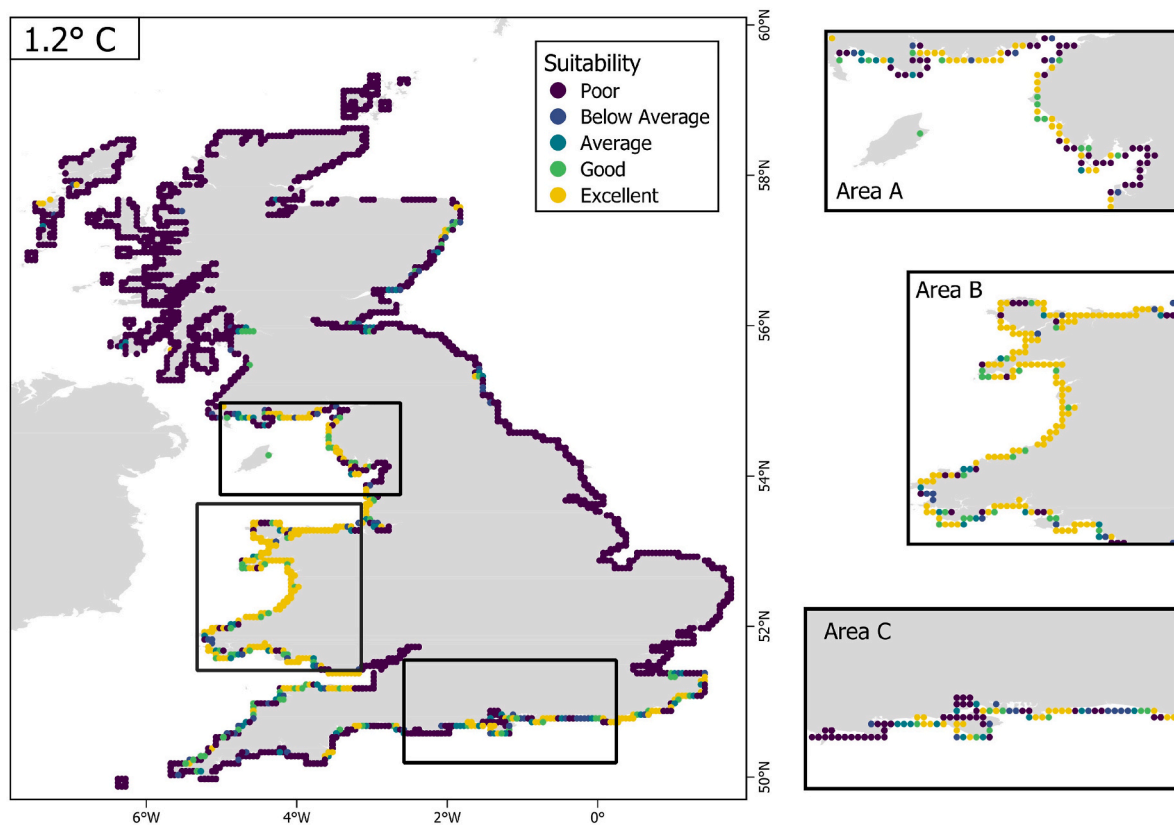 1.2° C
Suitability
Poor
Below Average
Average
Good
Excellent
60°N
58°N
56°N
54°N
52°N
50°N
6°W
4°W
2°W
0°
Area A
Area B
Area C